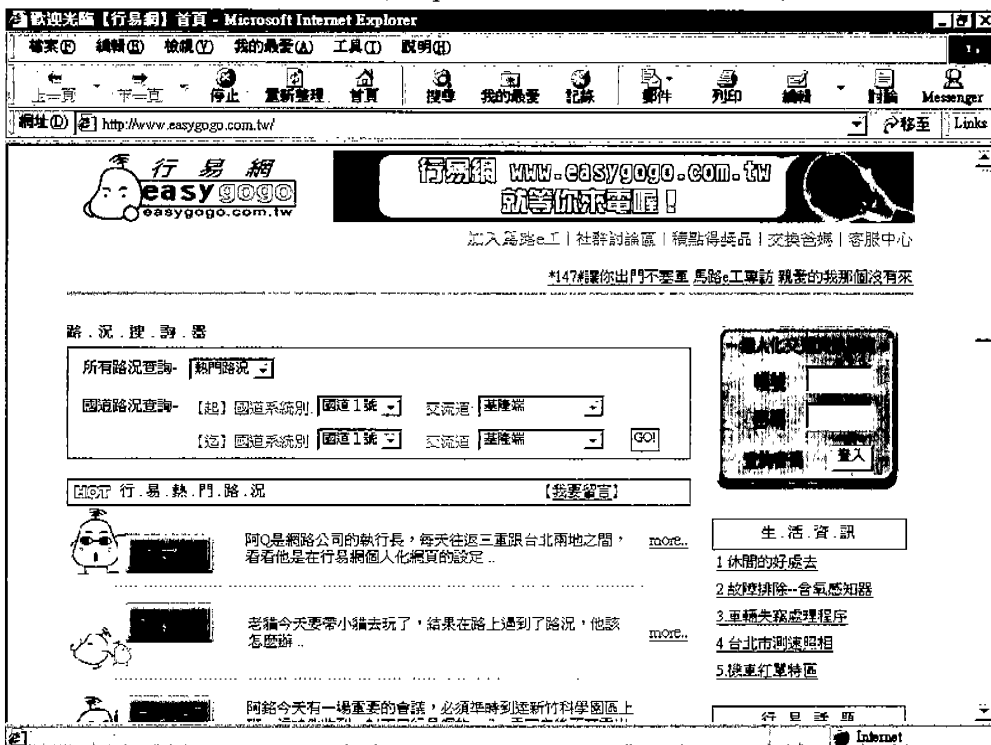 歡迎光臨【行易網】首頁 - Microsoft Internet Explorer
檔案(F) 編輯(E) 檢視(V) 我的最愛(A) 工具(T) 說明(H)
上一頁 下一頁 停止 重新整理 首頁 搜尋 我的最愛 記錄 郵件 列印 編輯 討論 Messenger
網址(D) http://www.easygogo.com.tw/ 移至 Links
行易網
easygogo
easygogo.com.tw
行易網 www.easygogo.com.tw
就等你來電喔!
加入馬路e工|社群討論區|積點得獎品|交換爸媽|客服中心
*147#讓你出門不塞車 馬路e工專訪 親愛的我那個沒有來
路.況.搜.尋.器
所有路況查詢- 熱門路況
國道路況查詢- 【起】國道系統別 國道1號 交流道 基隆端
【迄】國道系統別 國道1號 交流道 基隆端 GO!
帳號
登入
HOT 行.易.熱.門.路.況 【我要留言】
阿Q是網路公司的執行長,每天往返三重跟台北兩地之間, more..
看看他是在行易網個人化網頁的設定..
老貓今天要帶小貓去玩了,結果在路上遇到了路況,他該 more..
怎麼辦..
阿銘今天有一場重要的會議,必須準時到達新竹科學園區上
生.活.資.訊
1 休閒的好處去
2 故障排除--含氧感知器
3.車輛失竊處理程序
4 台北市測速照相
5.機車紅單特區
Internet